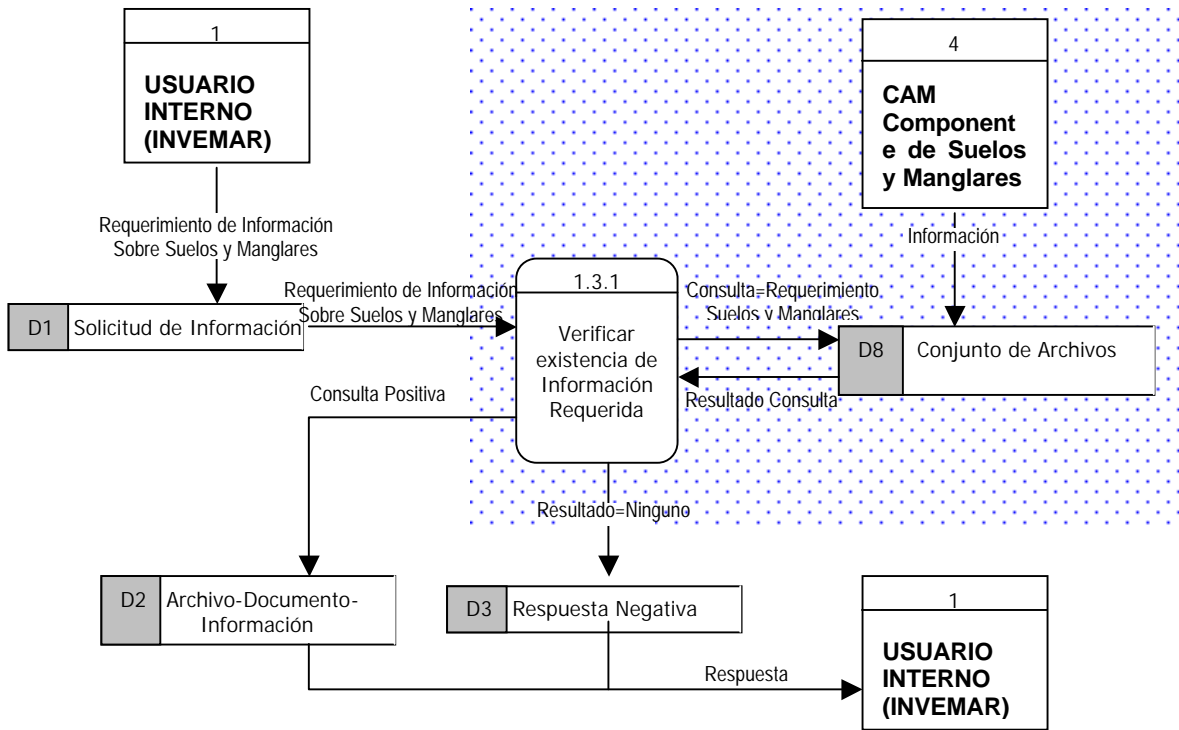 1
USUARIO
INTERNO
(INVEMAR)
4
CAM
Component
e de Suelos
y Manglares
Requerimiento de Información
Sobre Suelos y Manglares
Información
D1 Solicitud de Información
Requerimiento de Información
Sobre Suelos y Manglares
1.3.1
Verificar
existencia de
Información
Requerida
Consulta=Requerimiento
Suelos y Manglares
D8 Conjunto de Archivos
Resultado Consulta
Consulta Positiva
Resultado=Ninguno
D2 Archivo-Documento-
Información
D3 Respuesta Negativa
Respuesta
1
USUARIO
INTERNO
(INVEMAR)